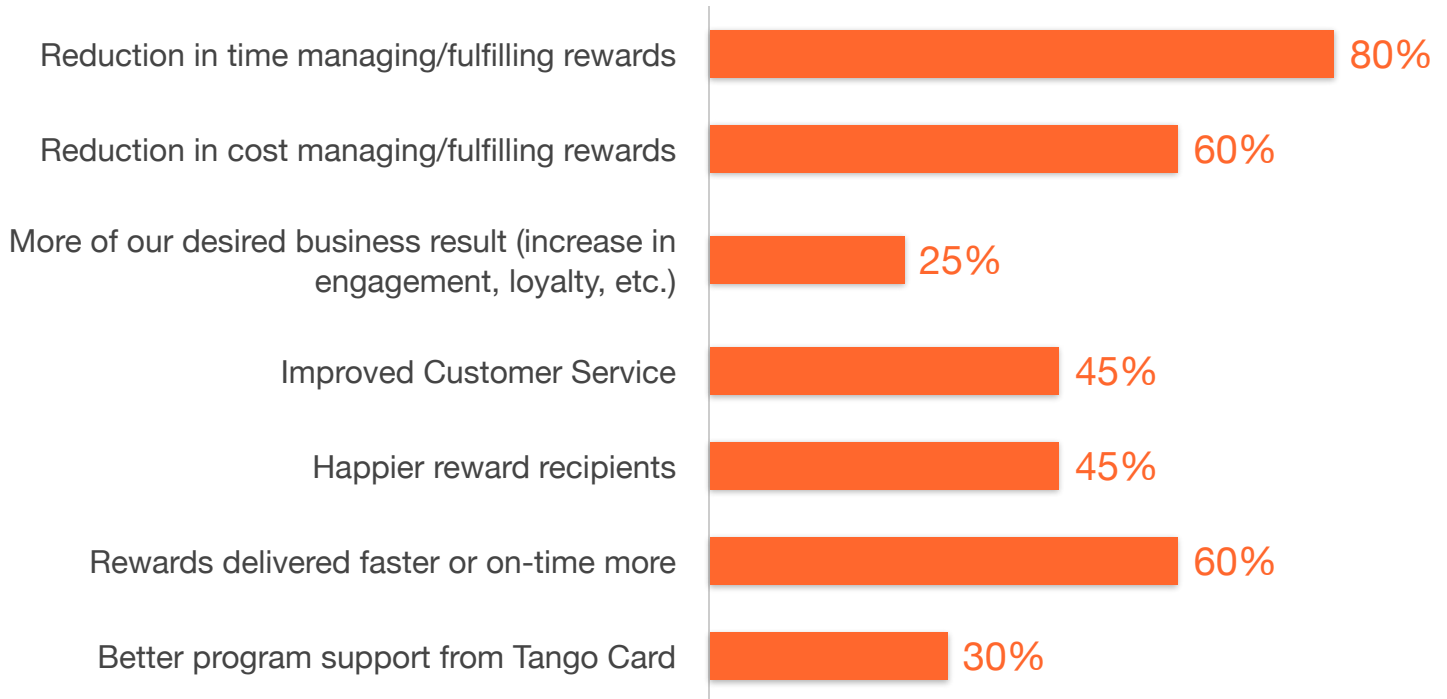 Reduction in time managing/fulfilling rewards 80%
Reduction in cost managing/fulfilling rewards 60%
More of our desired business result (increase in
engagement, loyalty, etc.) 25%
Improved Customer Service 45%
Happier reward recipients 45%
Rewards delivered faster or on-time more 60%
Better program support from Tango Card 30%